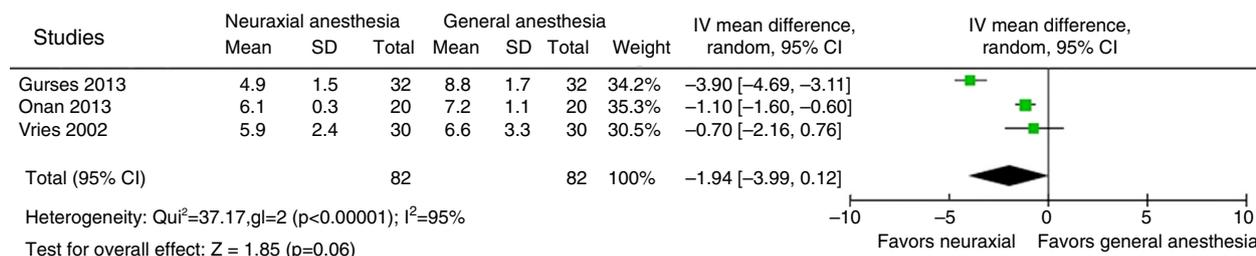 Neuraxial anesthesia General anesthesia IV mean difference, IV mean difference,
Studies Mean SD Total Mean SD Total Weight random, 95% CI random, 95% CI
Gurses 2013 4.9 1.5 32 8.8 1.7 32 34.2% –3.90 [–4.69, –3.11]
Onan 2013 6.1 0.3 20 7.2 1.1 20 35.3% –1.10 [–1.60, –0.60]
Vries 2002 5.9 2.4 30 6.6 3.3 30 30.5% –0.70 [–2.16, 0.76]
Total (95% CI) 82 82 100% –1.94 [–3.99, 0.12]
Heterogeneity: Qui²=37.17,gl=2 (p<0.00001); I²=95%
–10 –5 0 5 10
Test for overall effect: Z = 1.85 (p=0.06)
Favors neuraxial Favors general anesthesia